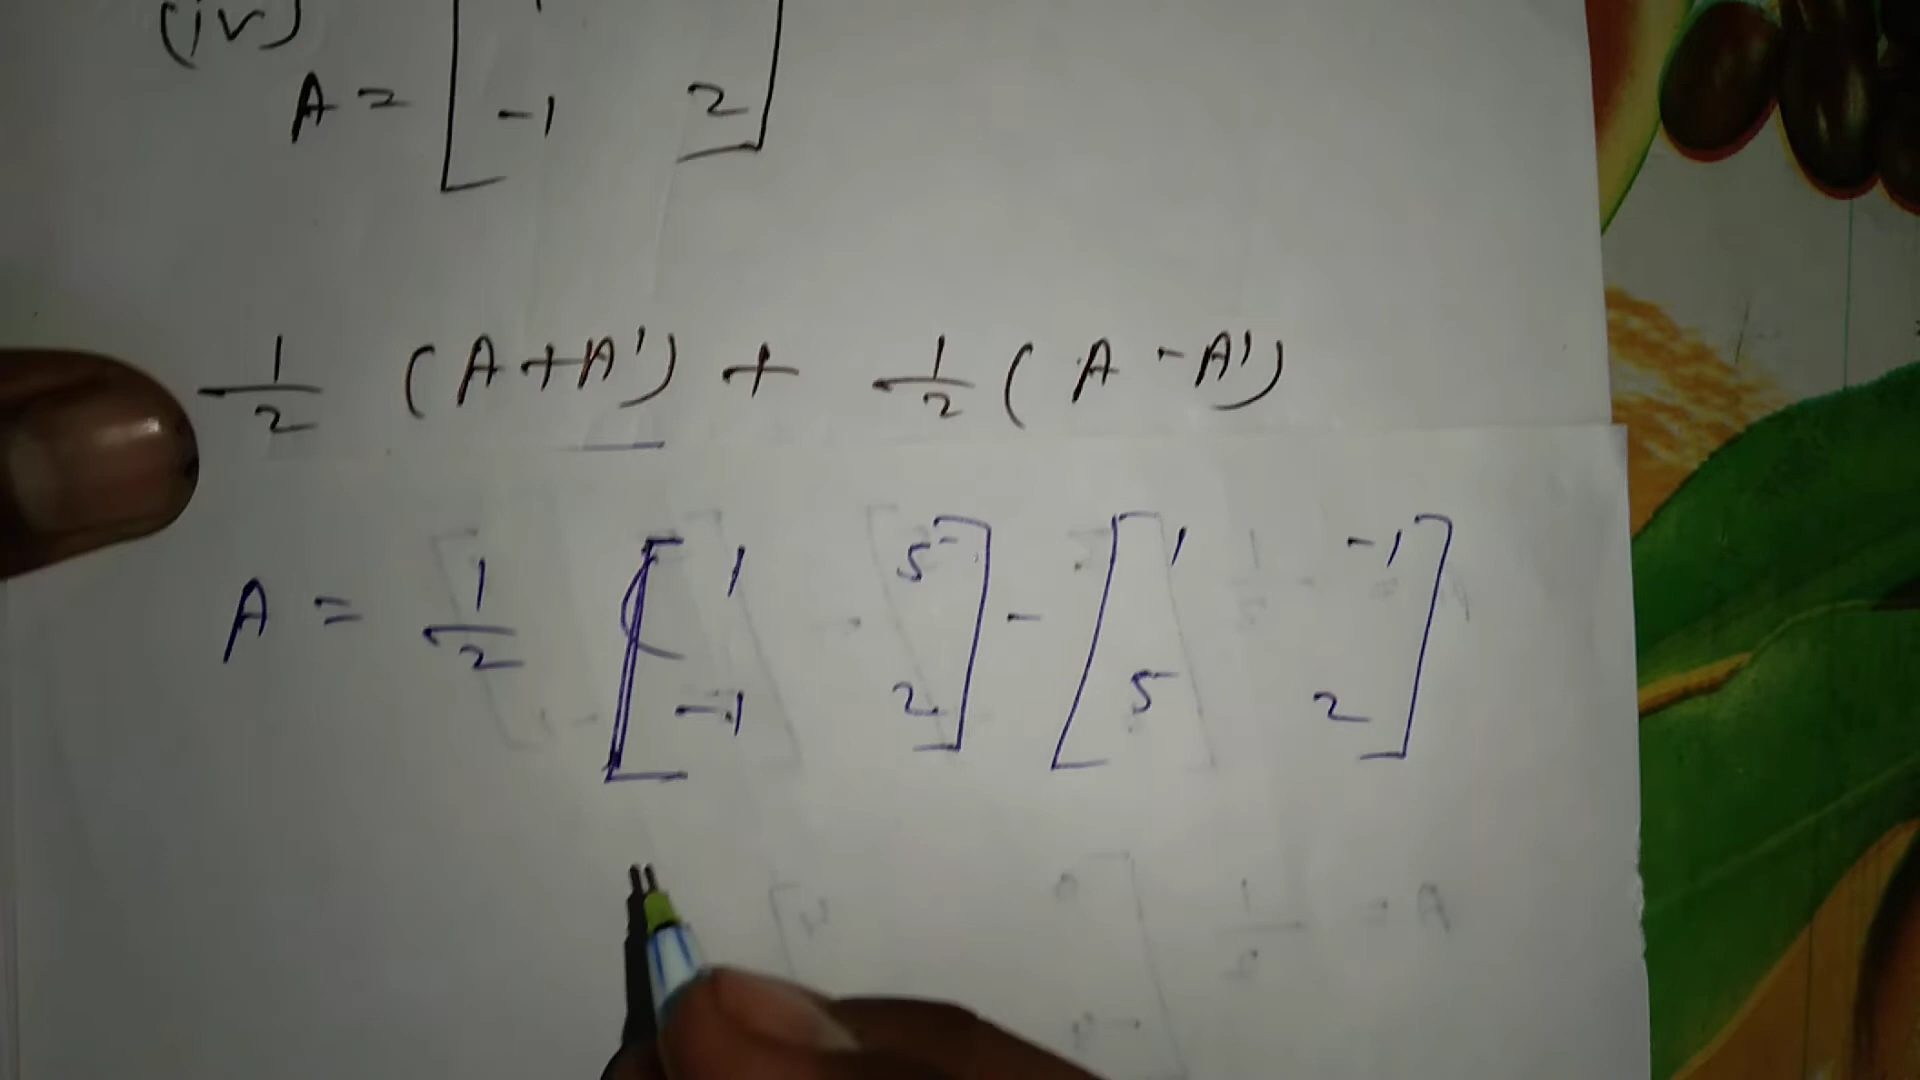 (iv)
A = [ -1 2 ]
1/2 (A+A') + 1/2 (A - A')
A = 1/2 [ 1 5 ] - [ 1 -1 ]
[ -1 2 ] [ 5 2 ]